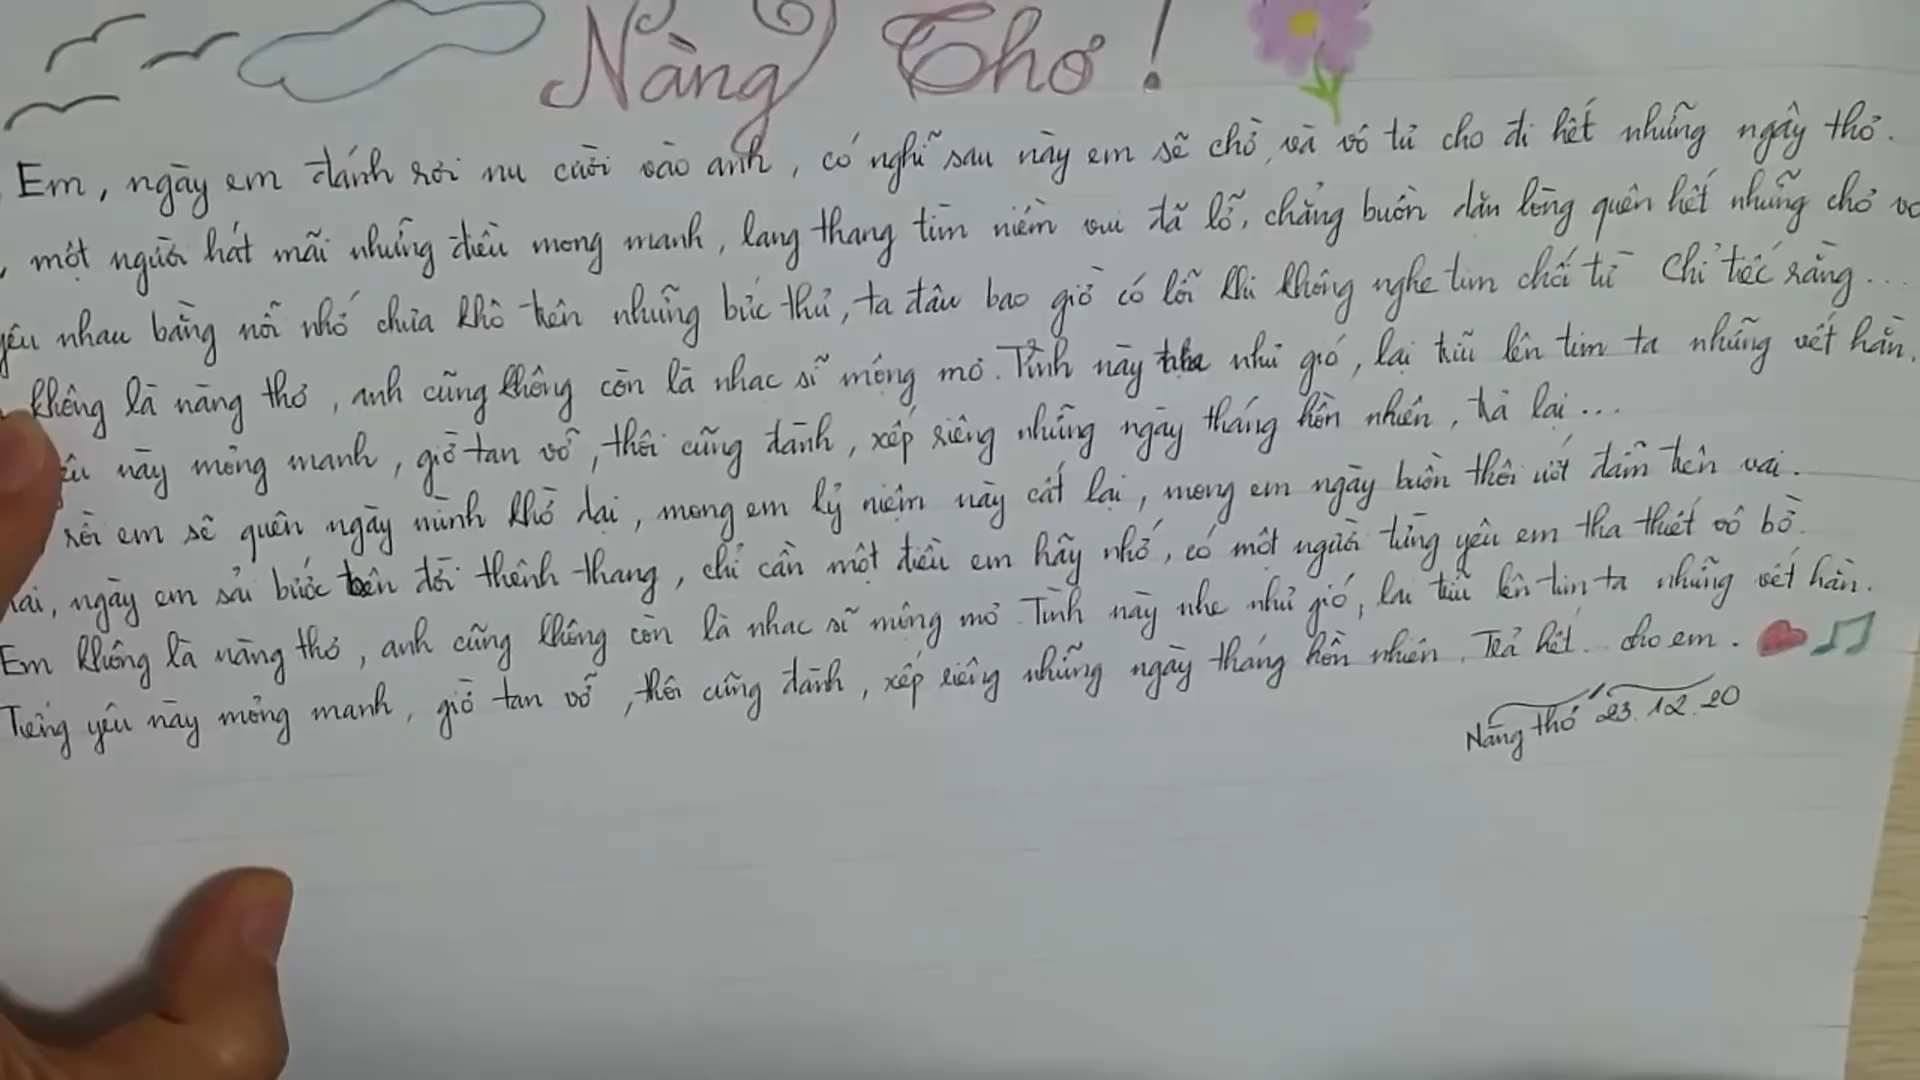 Nàng Thơ!
Em, ngày em đánh rơi nụ cười vào anh, có nghĩ sau này em sẽ chờ, và vô tư cho đi hết những ngây thơ.
, một người hát mãi những điều mong manh, lang thang tìm niềm vui đã lỡ, chẳng buồn dặn lòng quên hết những chơ vơ
yêu nhau bằng nỗi nhớ chưa khô trên những bức thư, ta đâu bao giờ có lỗi khi không nghe tim chối từ Chỉ tiếc rằng...
không là nàng thơ, anh cũng không còn là nhạc sĩ mộng mơ. Tình này như gió, lại trĩu lên tim ta những vết hằn.
này mỏng manh, giờ tan vỡ, thôi cũng đành, xếp riêng những ngày tháng hồn nhiên, trả lại...
rồi em sẽ quên ngày mình khờ dại, mong em kỷ niệm này cất lại, mong em ngày buồn thôi ướt đẫm trên vai.
mai, ngày em sải bước bên đời thênh thang, chỉ cần một điều em hãy nhớ, có một người từng yêu em tha thiết vô bờ.
Em không là nàng thơ, anh cũng không còn là nhạc sĩ mộng mơ. Tình này nhẹ như gió, lại trĩu lên tim ta những vết hằn.
Tiếng yêu này mỏng manh, giờ tan vỡ, thôi cũng đành, xếp riêng những ngày tháng hồn nhiên. Trả hết... cho em.
Nàng thơ 23.12.20